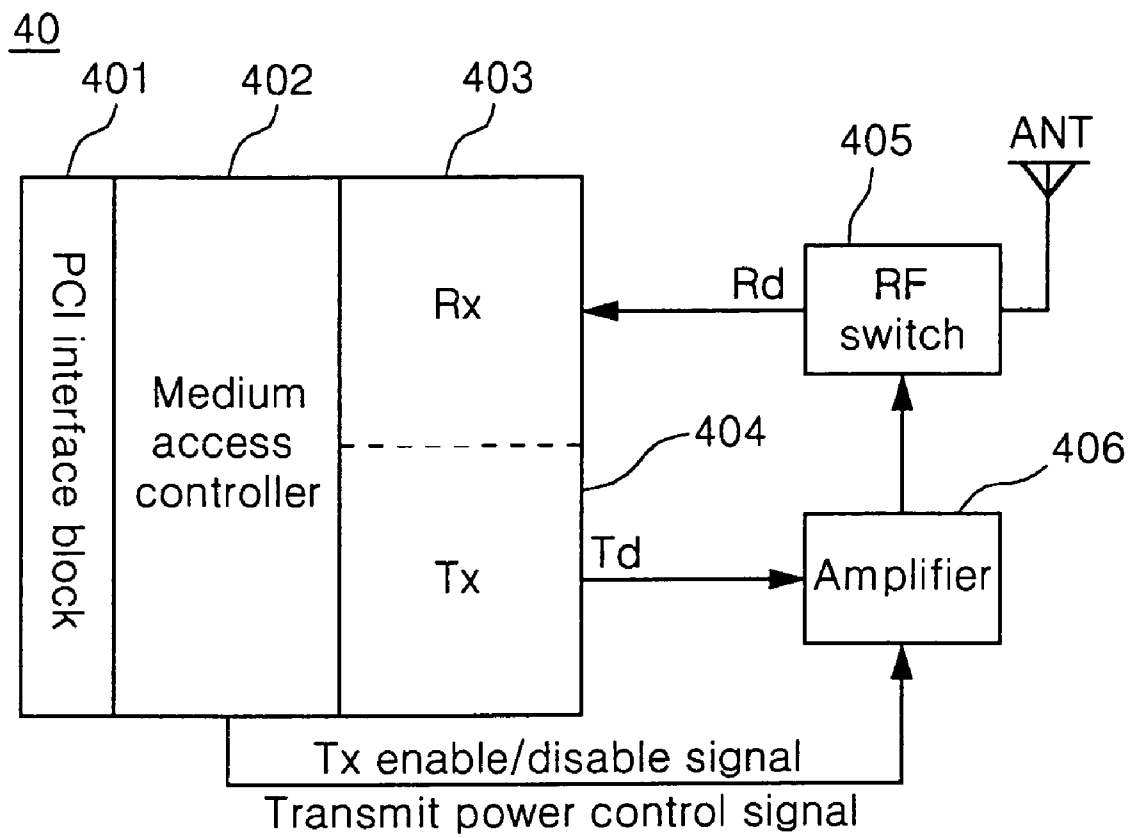 40
401
402
403
405
ANT
PCI interface block
Medium
access
controller
Rx
Rd
RF
switch
404
406
Tx
Td
Amplifier
Tx enable/disable signal
Transmit power control signal